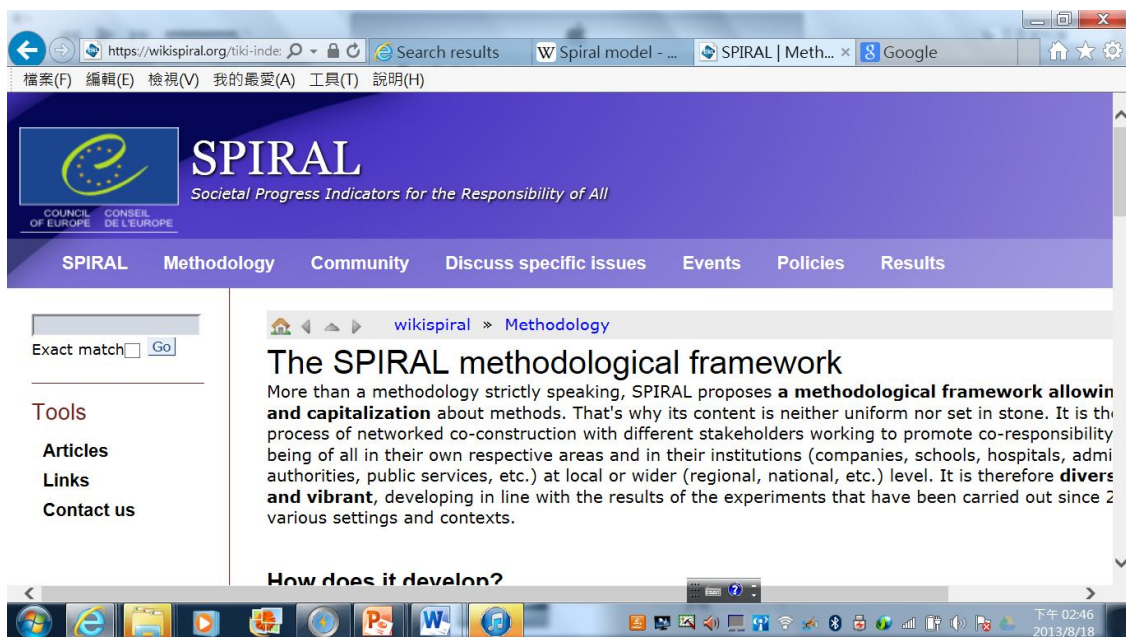 https://wikispiral.org/tiki-inde:
Search results
W Spiral model - ...
SPIRAL | Meth...
Google
檔案(F) 編輯(E) 檢視(V) 我的最愛(A) 工具(T) 說明(H)
COUNCIL CONSEIL
OF EUROPE DE L'EUROPE
SPIRAL
Societal Progress Indicators for the Responsibility of All
SPIRAL Methodology Community Discuss specific issues Events Policies Results
Exact match Go
Tools
Articles
Links
Contact us
wikispiral » Methodology
The SPIRAL methodological framework
More than a methodology strictly speaking, SPIRAL proposes a methodological framework allowin
and capitalization about methods. That's why its content is neither uniform nor set in stone. It is th
process of networked co-construction with different stakeholders working to promote co-responsibility
being of all in their own respective areas and in their institutions (companies, schools, hospitals, admi
authorities, public services, etc.) at local or wider (regional, national, etc.) level. It is therefore divers
and vibrant, developing in line with the results of the experiments that have been carried out since 2
various settings and contexts.
How does it develop?
下午 02:46
2013/8/18